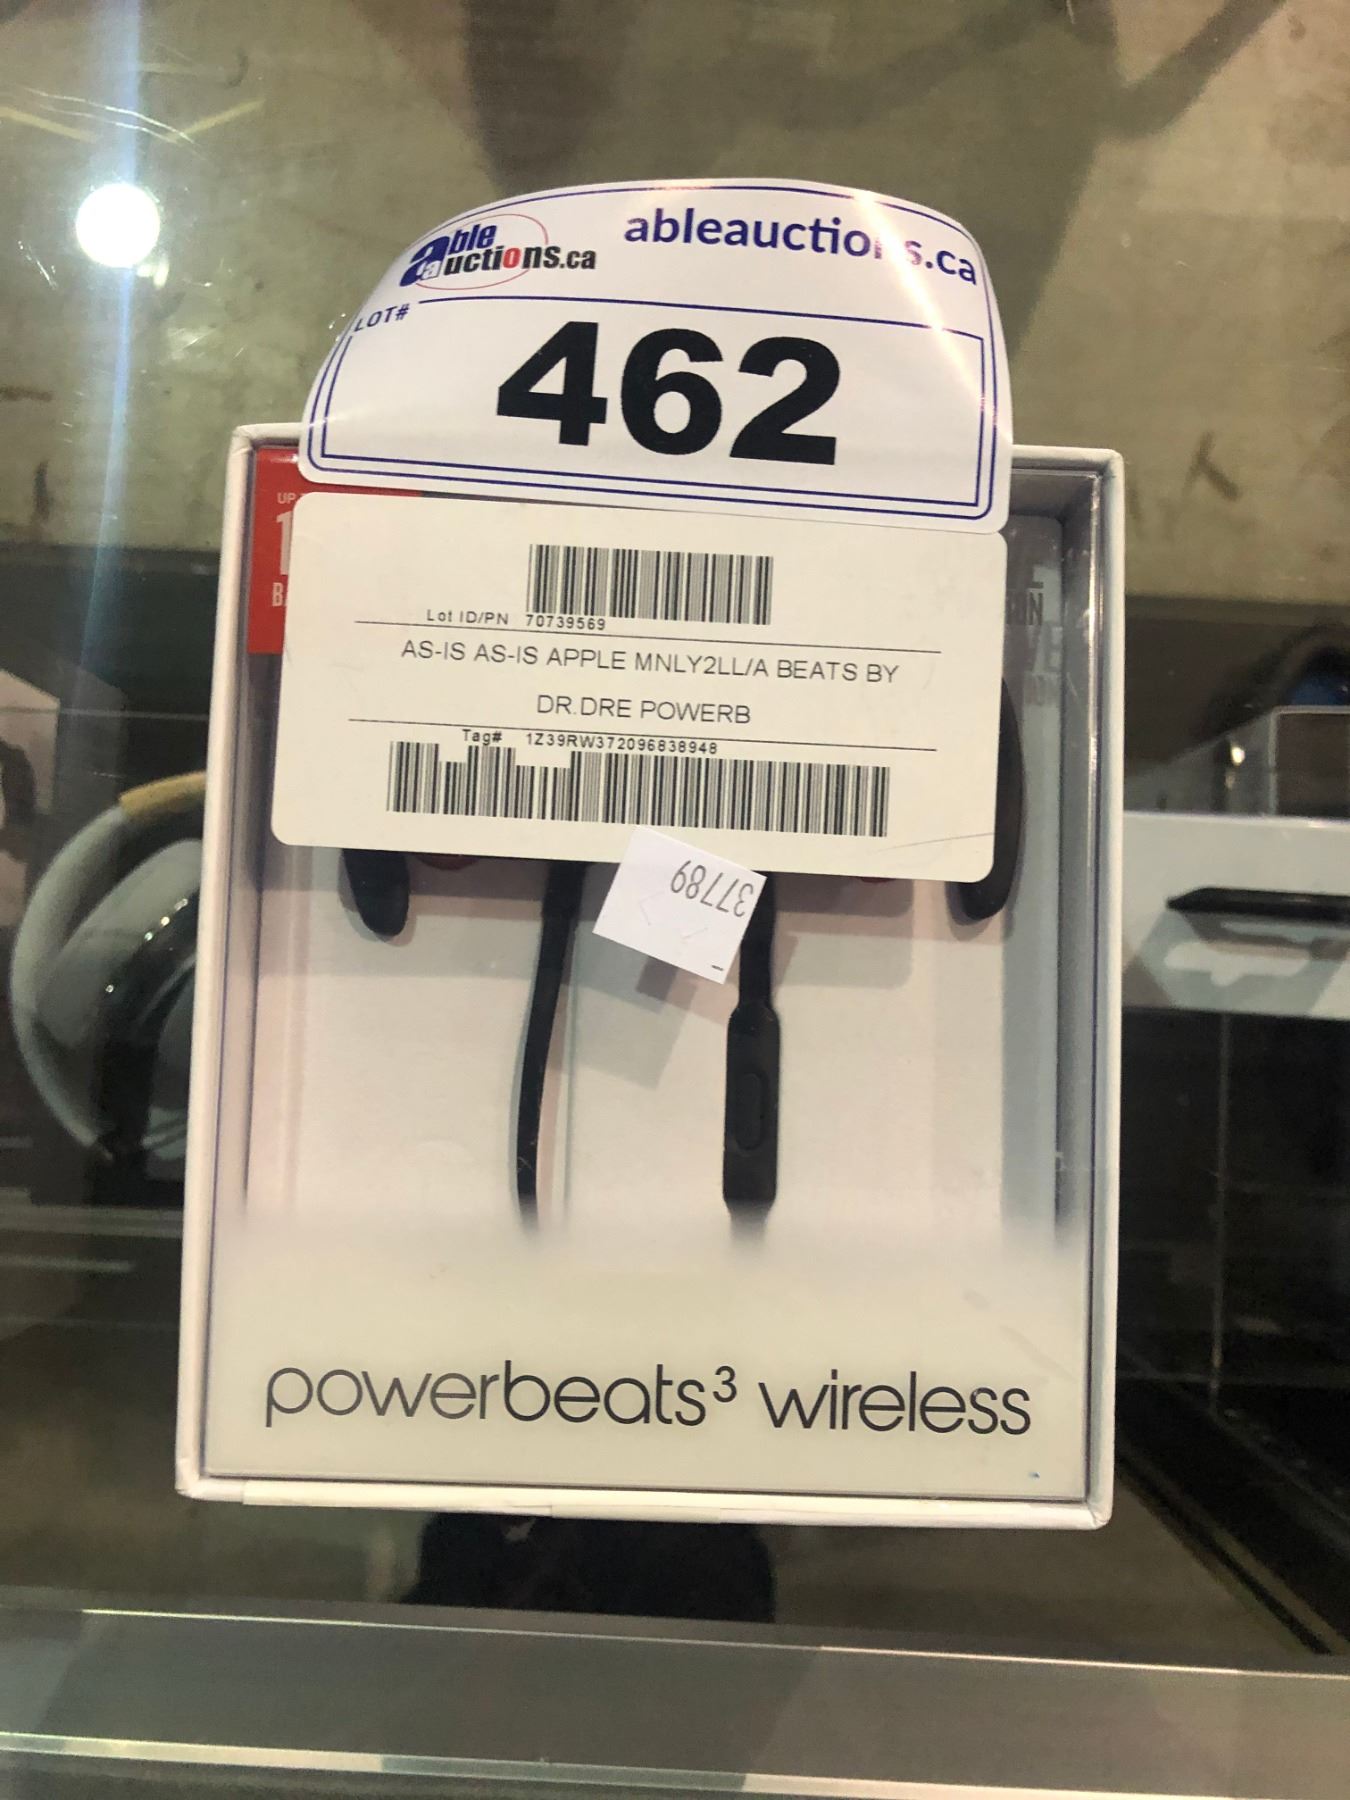 able auctions.ca
ableauctions.ca
LOT#
462
UP
Lot ID/PN 70739569
AS-IS AS-IS APPLE MNLY2LL/A BEATS BY
DR.DRE POWERB
Tag# 1Z39RW372096838948
37789
powerbeats³ wireless